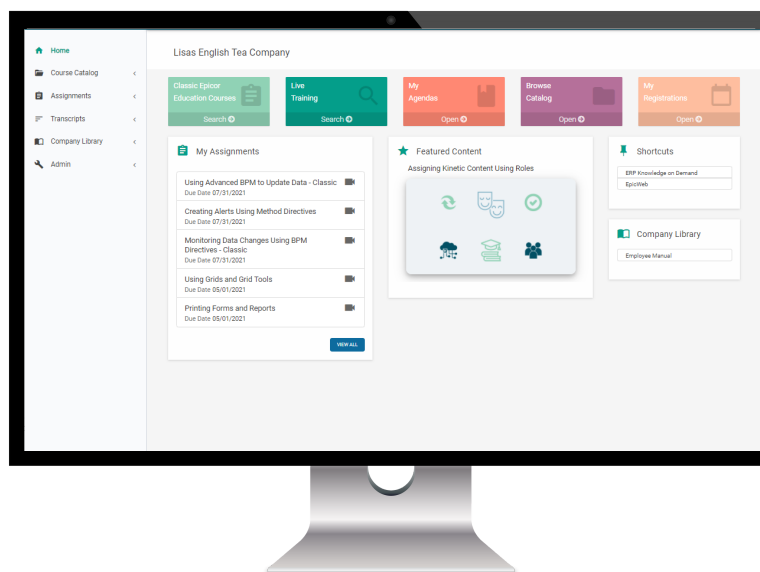 Home
Course Catalog
Assignments
Transcripts
Company Library
Admin
Lisas English Tea Company
Classic Epicor
Education Courses
Search
Live
Training
Search
My
Agendas
Open
Browse
Catalog
Open
My
Registrations
Open
My Assignments
Using Advanced BPM to Update Data - Classic
Due Date 07/31/2021
Creating Alerts Using Method Directives
Due Date 07/31/2021
Monitoring Data Changes Using BPM
Directives - Classic
Due Date 07/31/2021
Using Grids and Grid Tools
Due Date 05/01/2021
Printing Forms and Reports
Due Date 05/01/2021
VIEW ALL
Featured Content
Assigning Kinetic Content Using Roles
Shortcuts
ERP Knowledge on Demand
EpicWeb
Company Library
Employee Manual